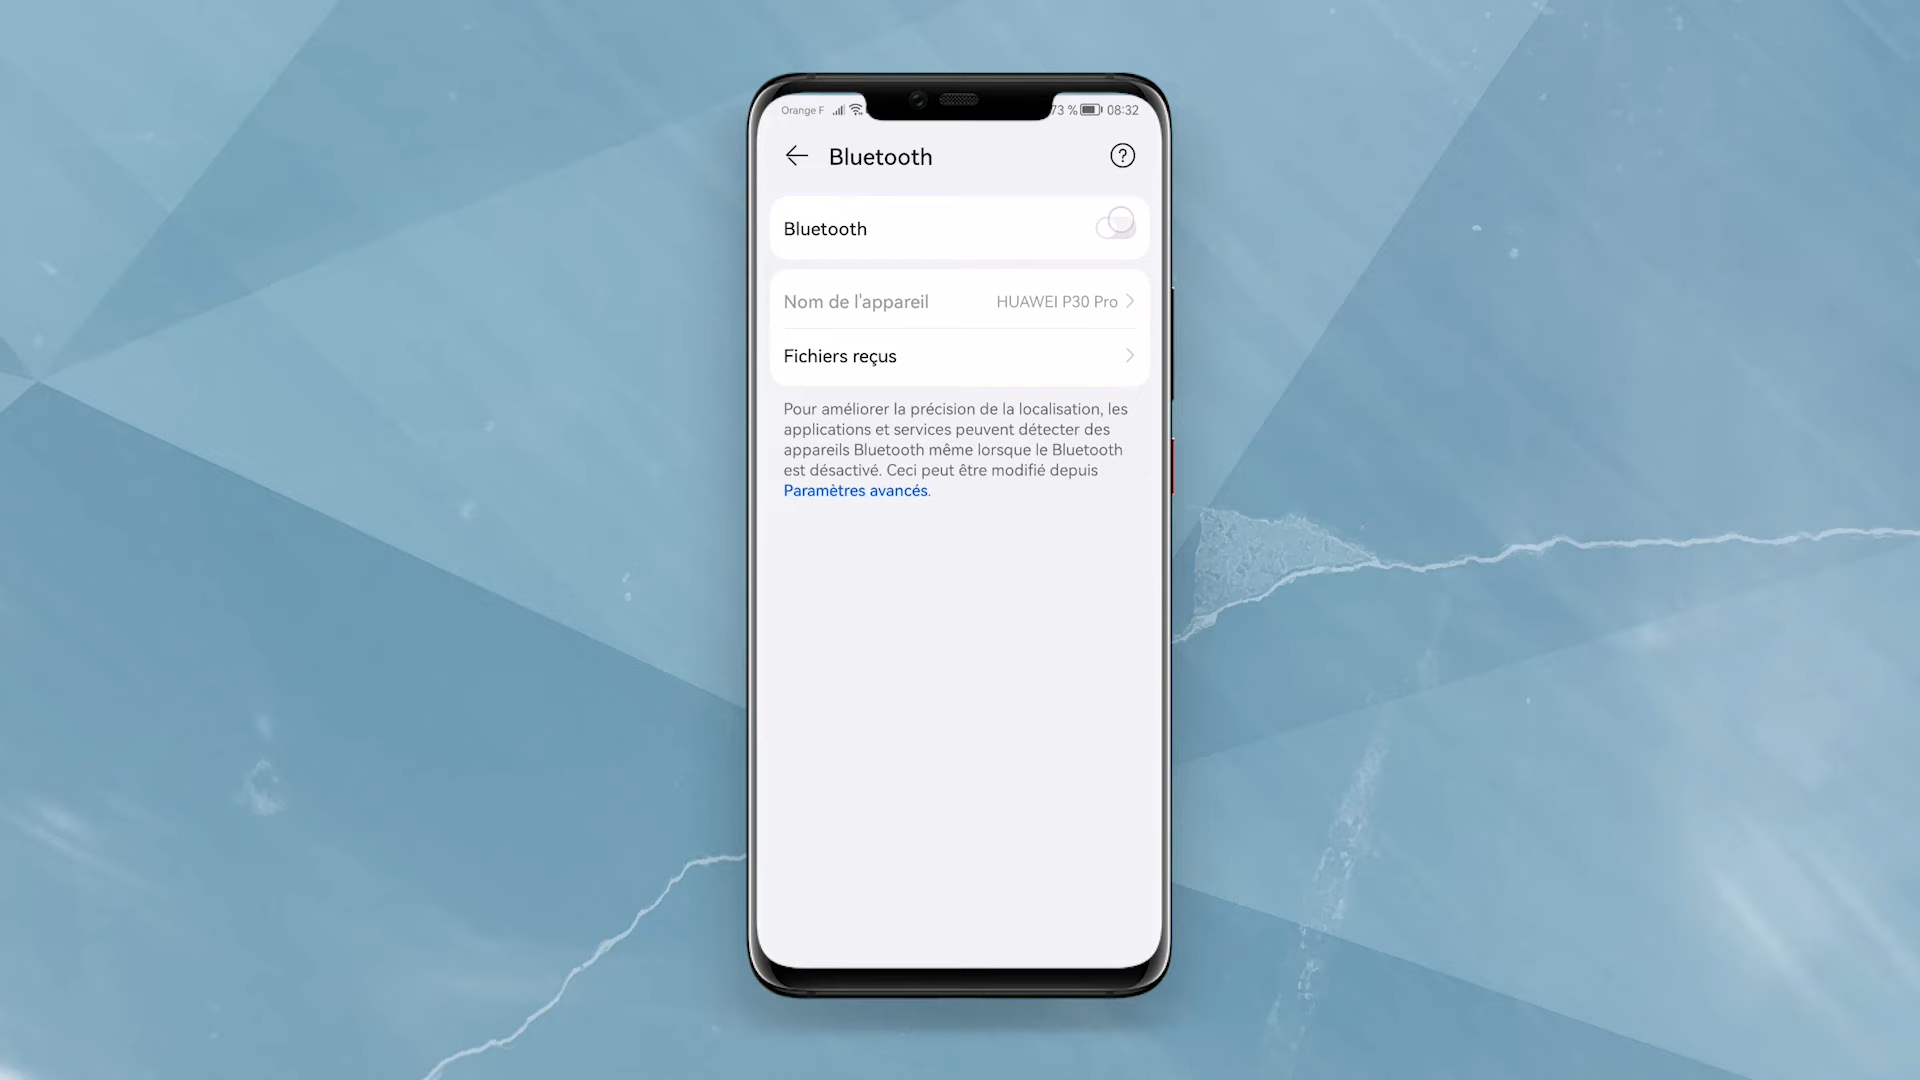 Orange F 73 % 08:32
Bluetooth ?
Bluetooth
Nom de l'appareil HUAWEI P30 Pro
Fichiers reçus
Pour améliorer la précision de la localisation, les
applications et services peuvent détecter des
appareils Bluetooth même lorsque le Bluetooth
est désactivé. Ceci peut être modifié depuis
Paramètres avancés.